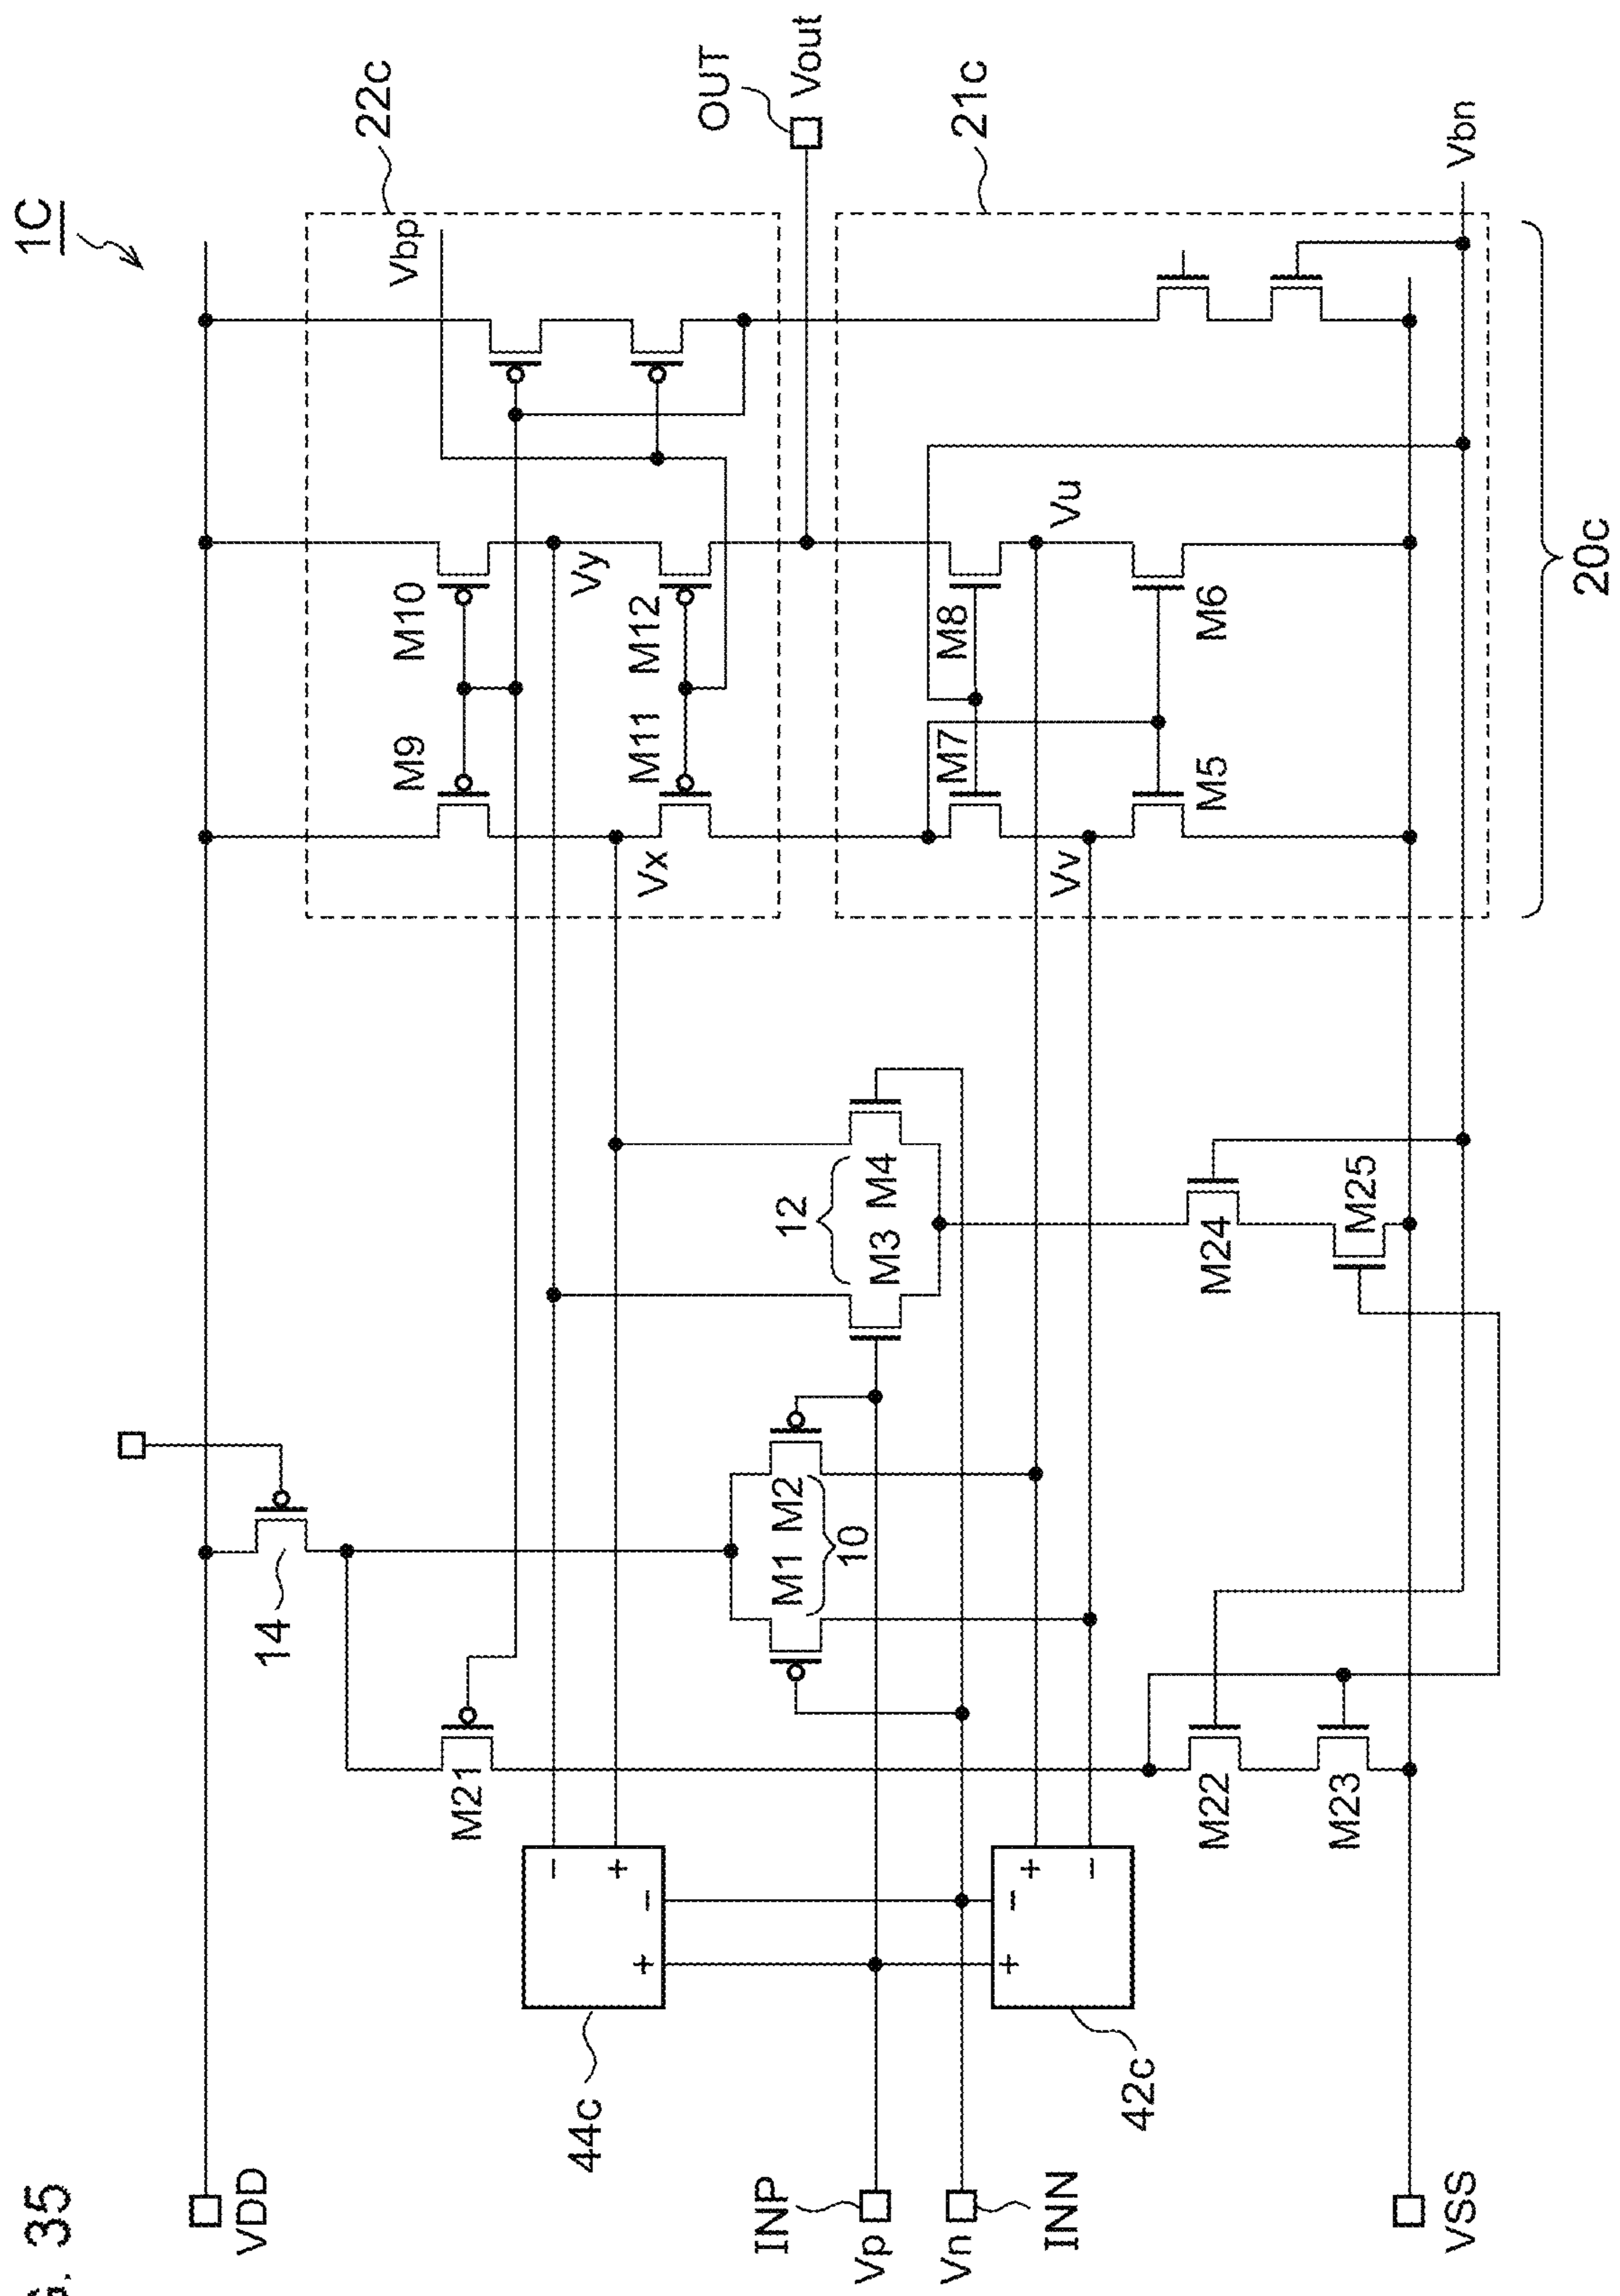 G. 35
1C
VDD
14
22c
Vbp
M9
M10
M21
Vy
Vx
M11
M12
44c
−
+
−
+
OUT
Vout
INP
Vp
Vn
INN
M1
M2
10
12
M3
M4
21c
M7
M8
Vu
Vv
42c
+
−
−
+
M5
M6
M22
M23
M24
M25
Vbn
VSS
20c